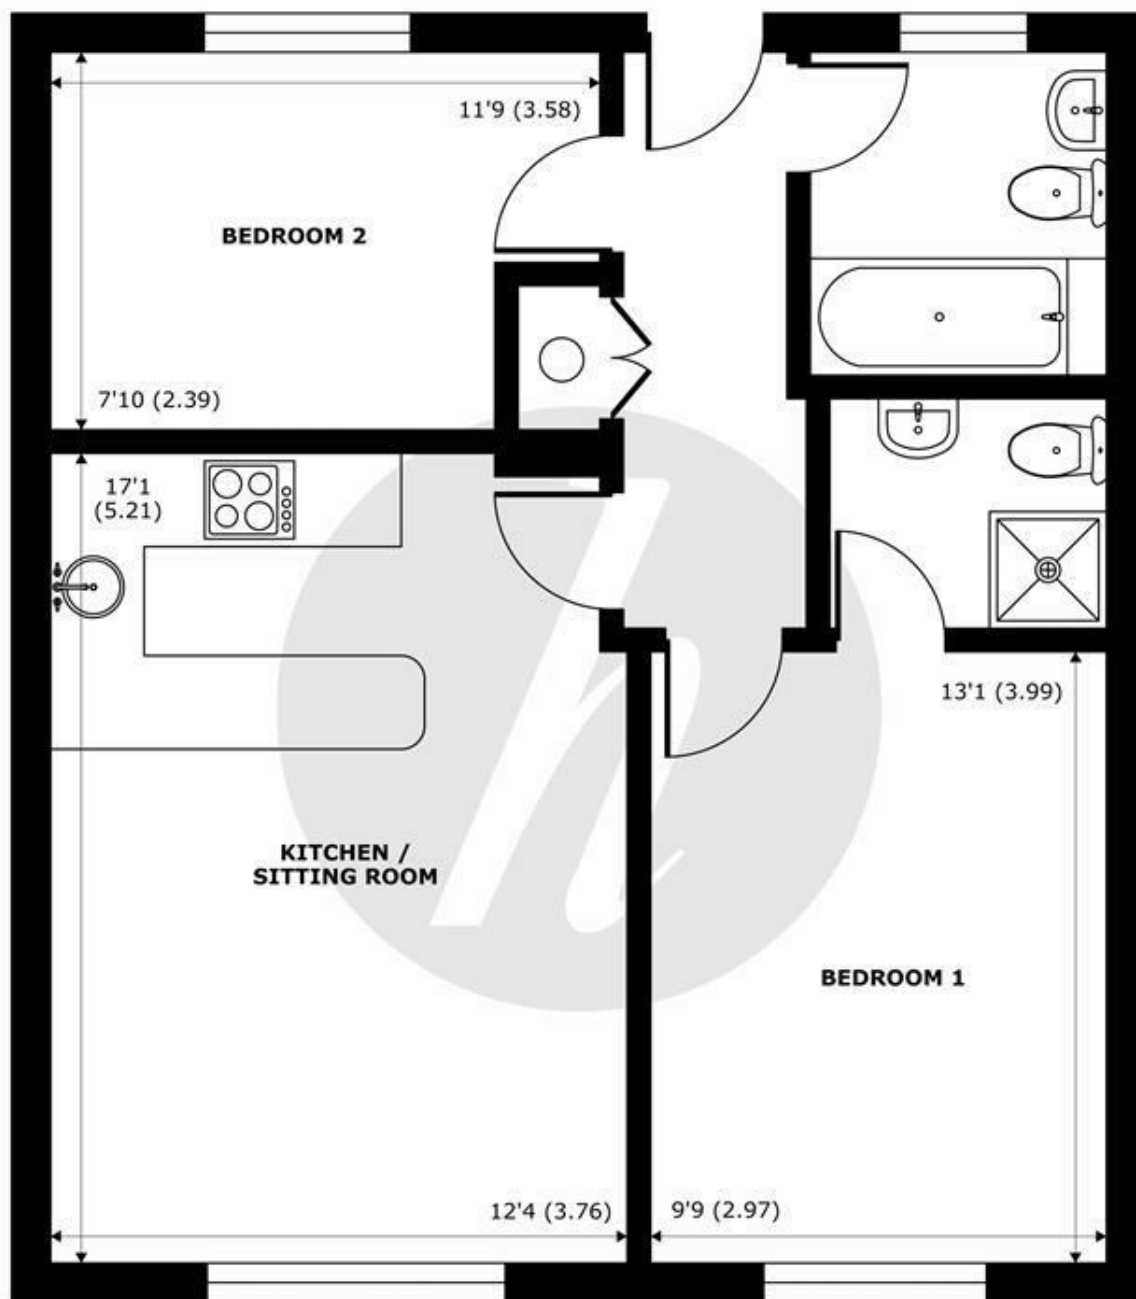 11'9 (3.58)
BEDROOM 2
7'10 (2.39)
17'1
(5.21)
13'1 (3.99)
KITCHEN /
SITTING ROOM
BEDROOM 1
12'4 (3.76)
9'9 (2.97)
h